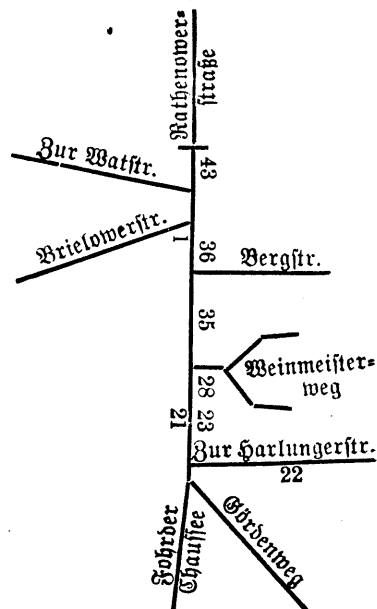 Rathenower=
straße
43
Zur Watstr.
Brielowerstr.
1
36
Bergstr.
35
Weinmeister=
weg
28
21
23
Zur Harlungerstr.
22
Fohrder
Chaussee
Gördenweg